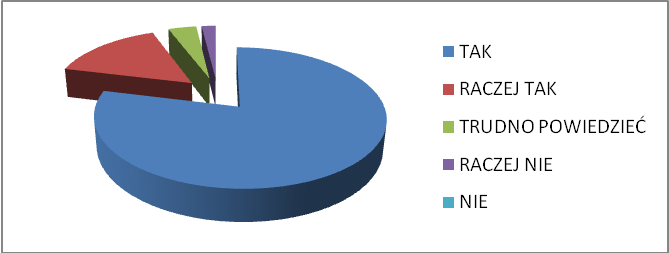 TAK
RACZEJ TAK
TRUDNO POWIEDZIEĆ
RACZEJ NIE
NIE